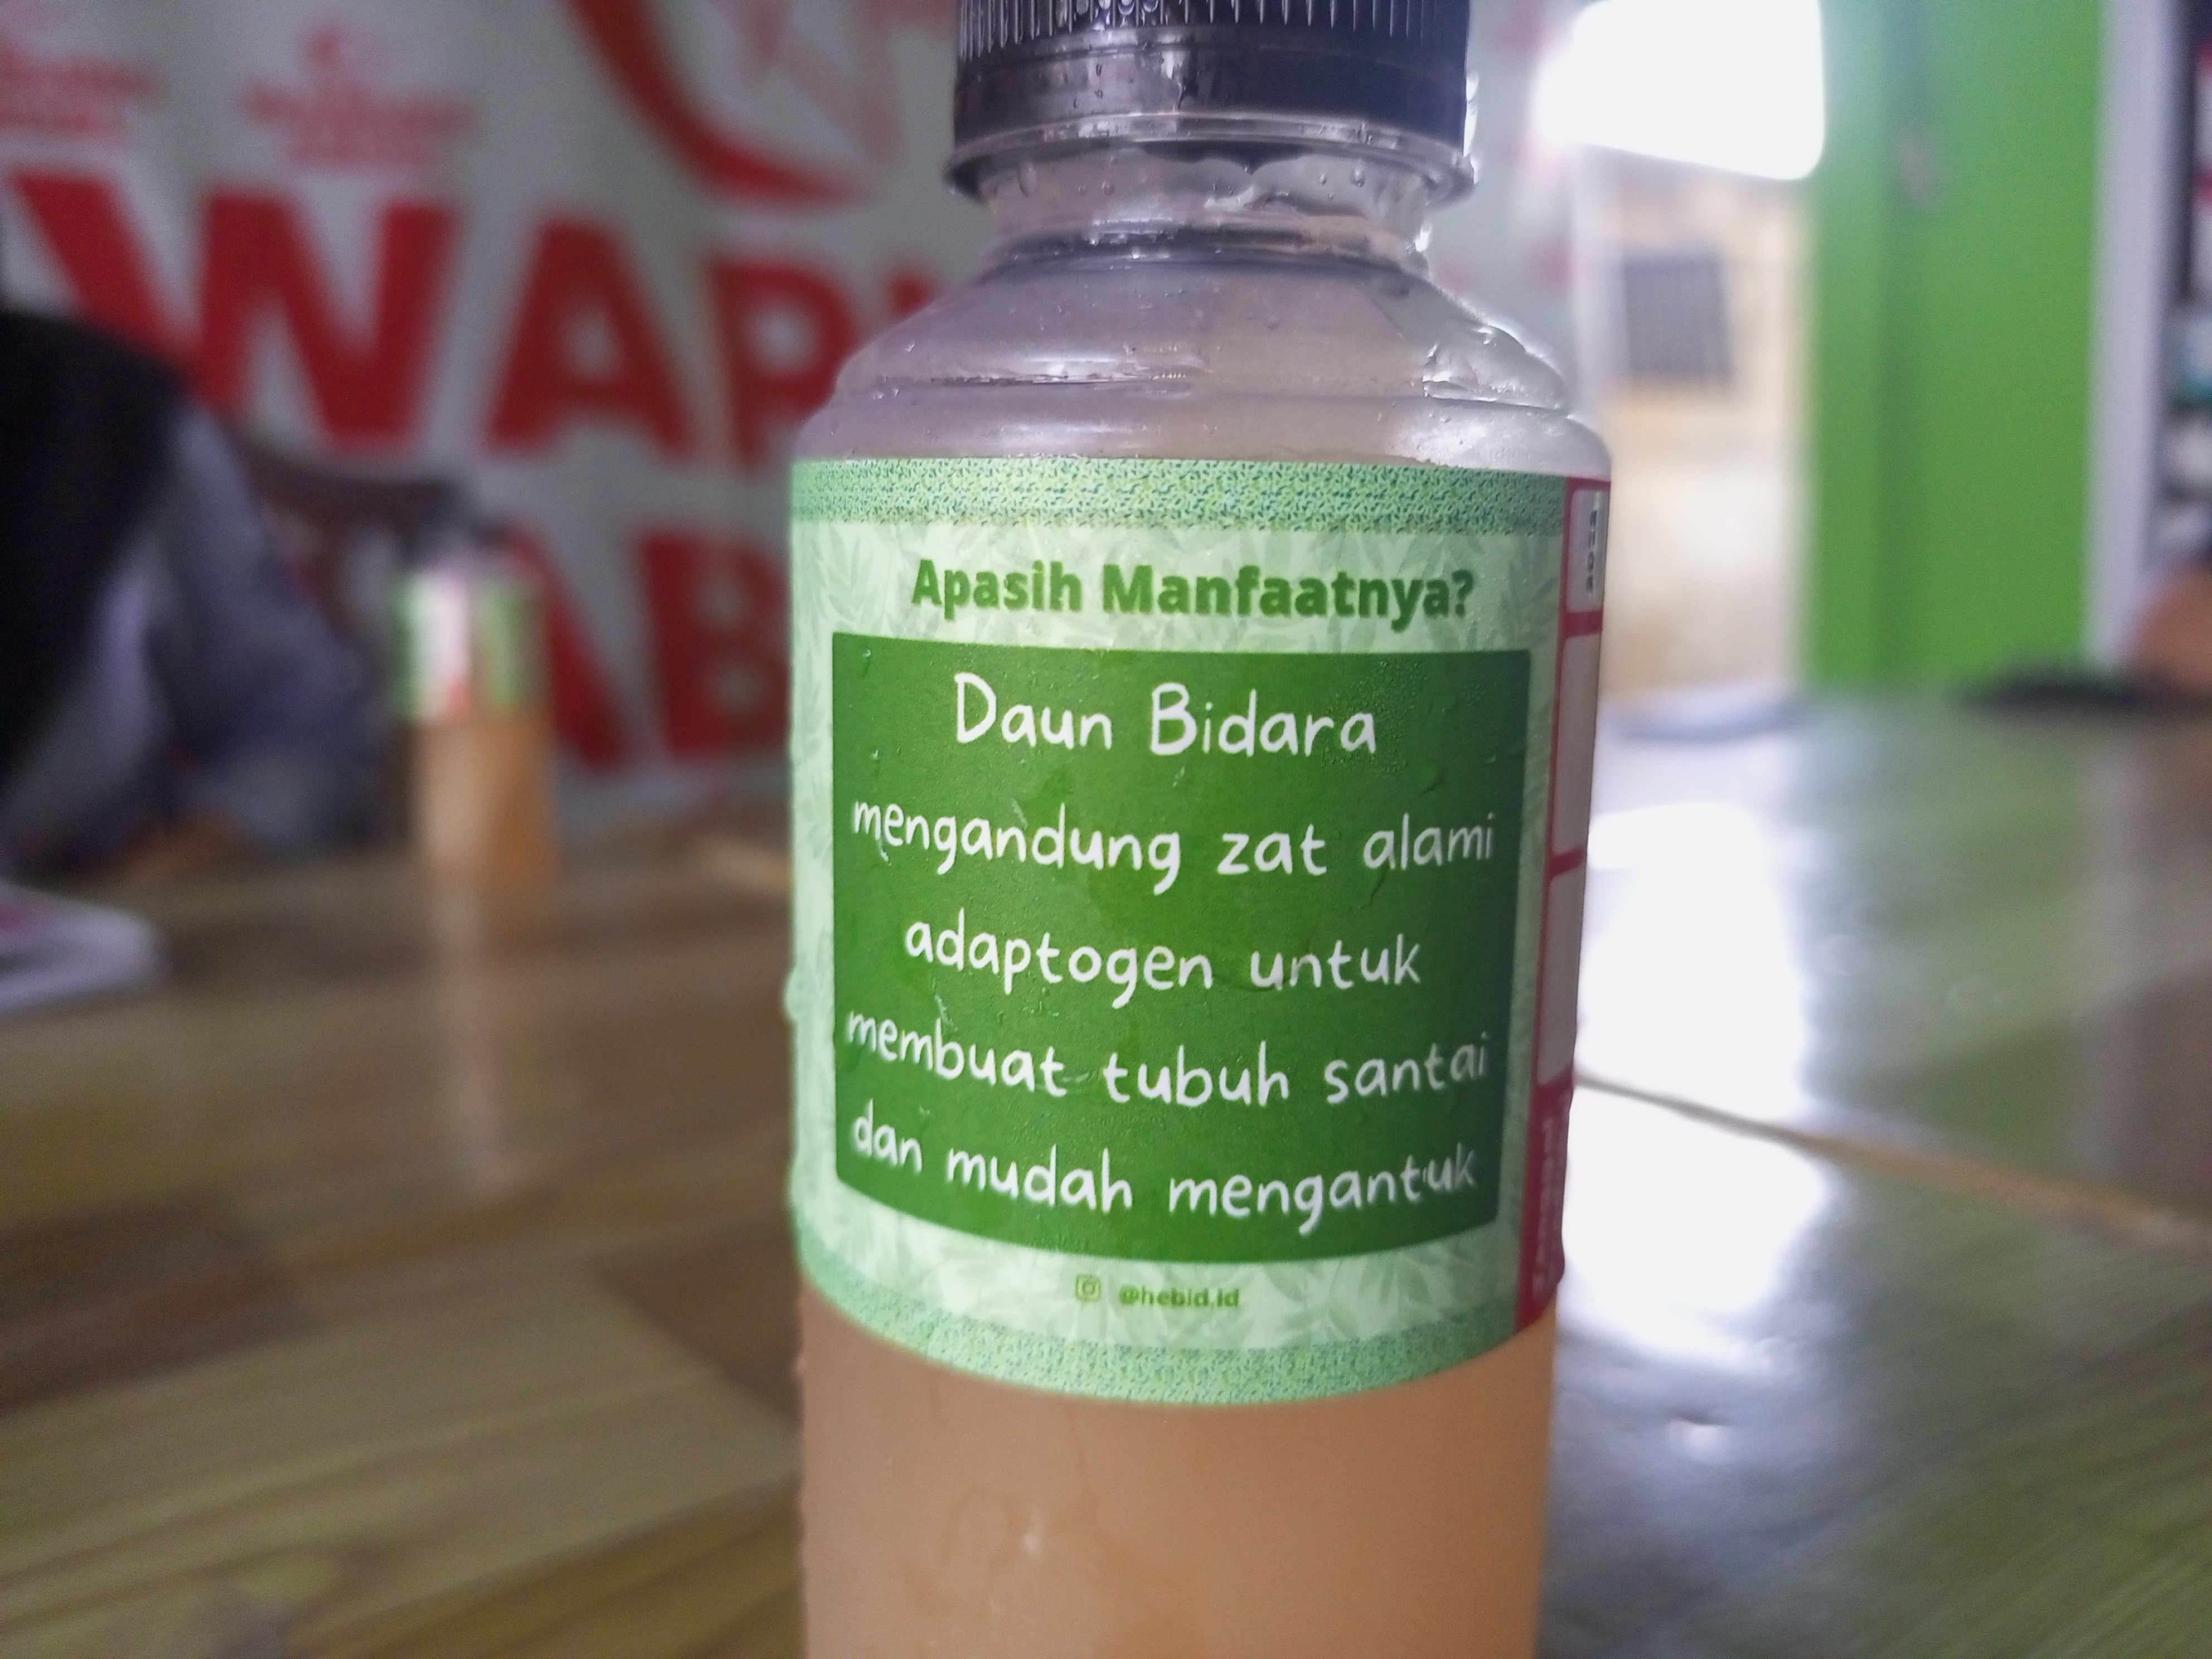 Apasih Manfaatnya?
Daun Bidara
mengandung zat alami
adaptogen untuk
membuat tubuh santai
dan mudah mengantuk
@hebid.id